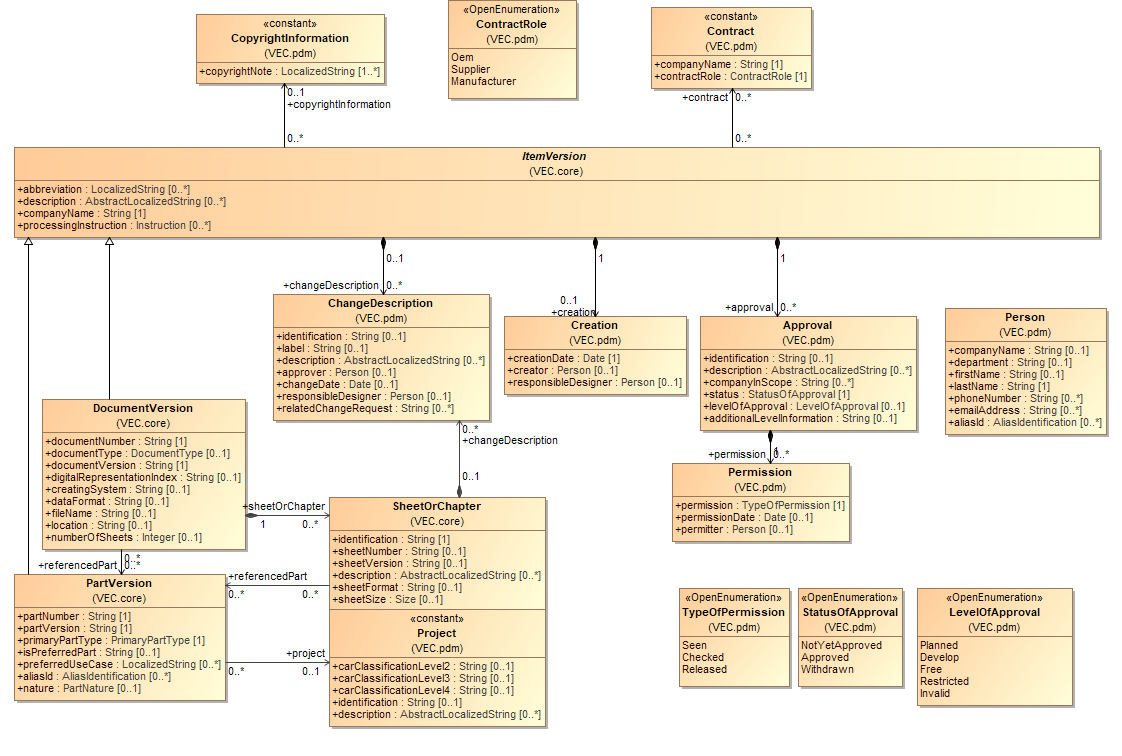 «constant»
CopyrightInformation
(VEC.pdm)
+copyrightNote : LocalizedString [1..*]
«OpenEnumeration»
ContractRole
(VEC.pdm)
Oem
Supplier
Manufacturer
«constant»
Contract
(VEC.pdm)
+companyName : String [1]
+contractRole : ContractRole [1]
0..1
+copyrightInformation
0..*
+contract
0..*
0..*
ItemVersion
(VEC.core)
+abbreviation : LocalizedString [0..*]
+description : AbstractLocalizedString [0..*]
+companyName : String [1]
+processingInstruction : Instruction [0..*]
0..1
+changeDescription
0..*
1
0..1
+creation
1
+approval
0..*
ChangeDescription
(VEC.pdm)
+identification : String [0..1]
+label : String [0..1]
+description : AbstractLocalizedString [0..*]
+approver : Person [0..1]
+changeDate : Date [0..1]
+responsibleDesigner : Person [0..1]
+relatedChangeRequest : String [0..*]
Creation
(VEC.pdm)
+creationDate : Date [1]
+creator : Person [0..1]
+responsibleDesigner : Person [0..1]
Approval
(VEC.pdm)
+identification : String [0..1]
+description : AbstractLocalizedString [0..*]
+companyInScope : String [0..*]
+status : StatusOfApproval [1]
+levelOfApproval : LevelOfApproval [0..1]
+additionalLevelInformation : String [0..1]
Person
(VEC.pdm)
+companyName : String [0..1]
+department : String [0..1]
+firstName : String [0..1]
+lastName : String [1]
+phoneNumber : String [0..*]
+emailAddress : String [0..*]
+aliasId : AliasIdentification [0..*]
DocumentVersion
(VEC.core)
+documentNumber : String [1]
+documentType : DocumentType [0..1]
+documentVersion : String [1]
+digitalRepresentationIndex : String [0..1]
+creatingSystem : String [0..1]
+dataFormat : String [0..1]
+fileName : String [0..1]
+location : String [0..1]
+numberOfSheets : Integer [0..1]
0..*
+changeDescription
0..1
1
+permission
0..*
Permission
(VEC.pdm)
+permission : TypeOfPermission [1]
+permissionDate : Date [0..1]
+permitter : Person [0..1]
+sheetOrChapter
1
0..*
SheetOrChapter
(VEC.core)
+identification : String [1]
+sheetNumber : String [0..1]
+sheetVersion : String [0..1]
+description : AbstractLocalizedString [0..*]
+sheetFormat : String [0..1]
+sheetSize : Size [0..1]
0..*
+referencedPart
0..*
PartVersion
(VEC.core)
+partNumber : String [1]
+partVersion : String [1]
+primaryPartType : PrimaryPartType [1]
+isPreferredPart : String [0..1]
+preferredUseCase : LocalizedString [0..*]
+aliasId : AliasIdentification [0..*]
+nature : PartNature [0..1]
+referencedPart
0..*
0..*
+project
0..*
0..1
«constant»
Project
(VEC.pdm)
+carClassificationLevel2 : String [0..1]
+carClassificationLevel3 : String [0..1]
+carClassificationLevel4 : String [0..1]
+identification : String [0..1]
+description : AbstractLocalizedString [0..*]
«OpenEnumeration»
TypeOfPermission
(VEC.pdm)
Seen
Checked
Released
«OpenEnumeration»
StatusOfApproval
(VEC.pdm)
NotYetApproved
Approved
Withdrawn
«OpenEnumeration»
LevelOfApproval
(VEC.pdm)
Planned
Develop
Free
Restricted
Invalid